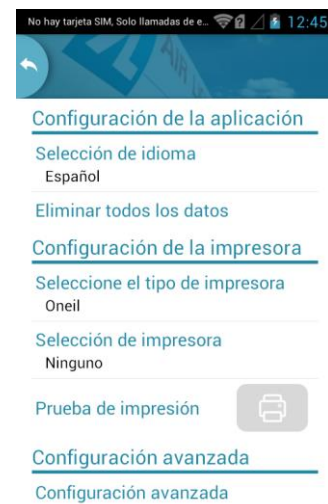 No hay tarjeta SIM, Solo llamadas de e... 12:45
AIR
Configuración de la aplicación
Selección de idioma
Español
Eliminar todos los datos
Configuración de la impresora
Seleccione el tipo de impresora
Oneil
Selección de impresora
Ninguno
Prueba de impresión
Configuración avanzada
Configuración avanzada